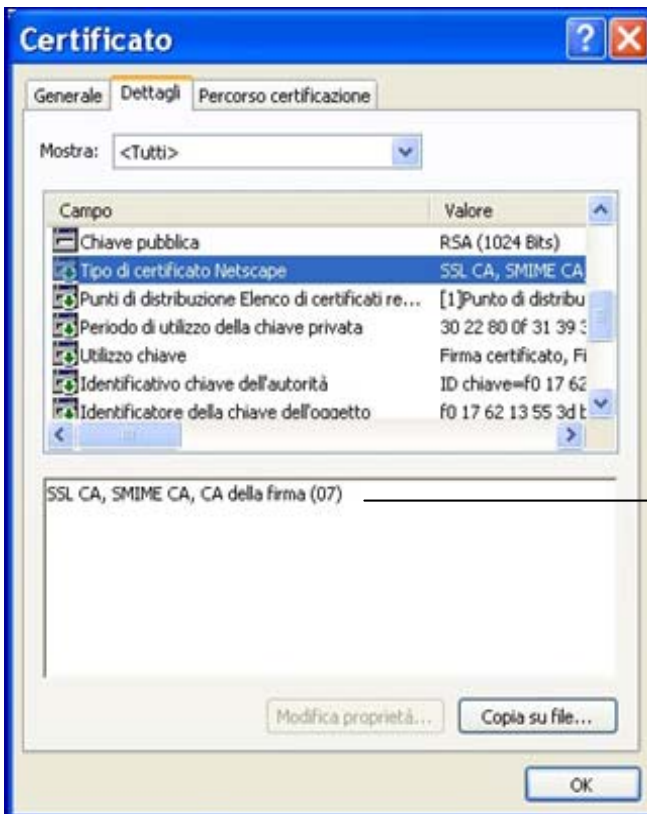 Certificato
Generale Dettagli Percorso certificazione
Mostra: <Tutti>
Campo Valore
Chiave pubblica RSA (1024 Bits)
Tipo di certificato Netscape SSL CA, SMIME CA,
Punti di distribuzione Elenco di certificati re... [1]Punto di distribu
Periodo di utilizzo della chiave privata 30 22 80 0f 31 39 3
Utilizzo chiave Firma certificato, Fi
Identificativo chiave dell'autorità ID chiave=f0 17 62
Identificatore della chiave dell'oggetto f0 17 62 13 55 3d b
SSL CA, SMIME CA, CA della firma (07)
Modifica proprietà... Copia su file...
OK